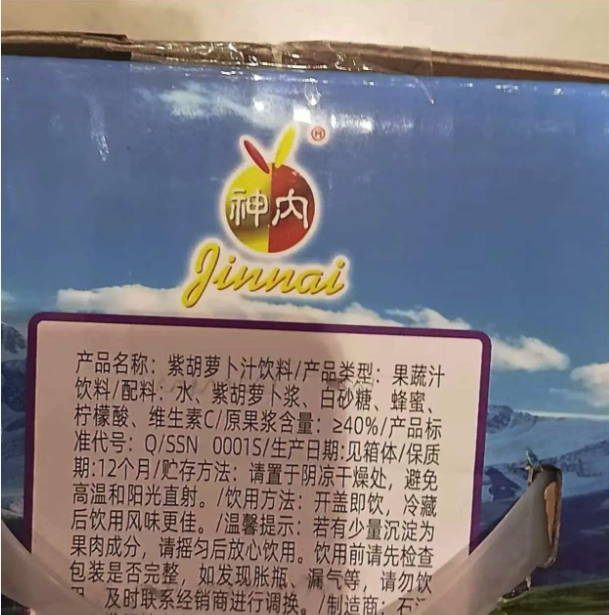 ®
神内
Jinnai
产品名称：紫胡萝卜汁饮料/产品类型：果蔬汁
饮料/配料：水、紫胡萝卜浆、白砂糖、蜂蜜、
柠檬酸、维生素C/原果浆含量：≥40%/产品标
准代号：Q/SSN 0001S/生产日期:见箱体/保质
期:12个月/贮存方法：请置于阴凉干燥处，避免
高温和阳光直射。/饮用方法：开盖即饮，冷藏
后饮用风味更佳。/温馨提示：若有少量沉淀为
果肉成分，请摇匀后放心饮用。饮用前请先检查
包装是否完整，如发现胀瓶、漏气等，请勿饮
及时联系经销商进行调换。/制造商：石